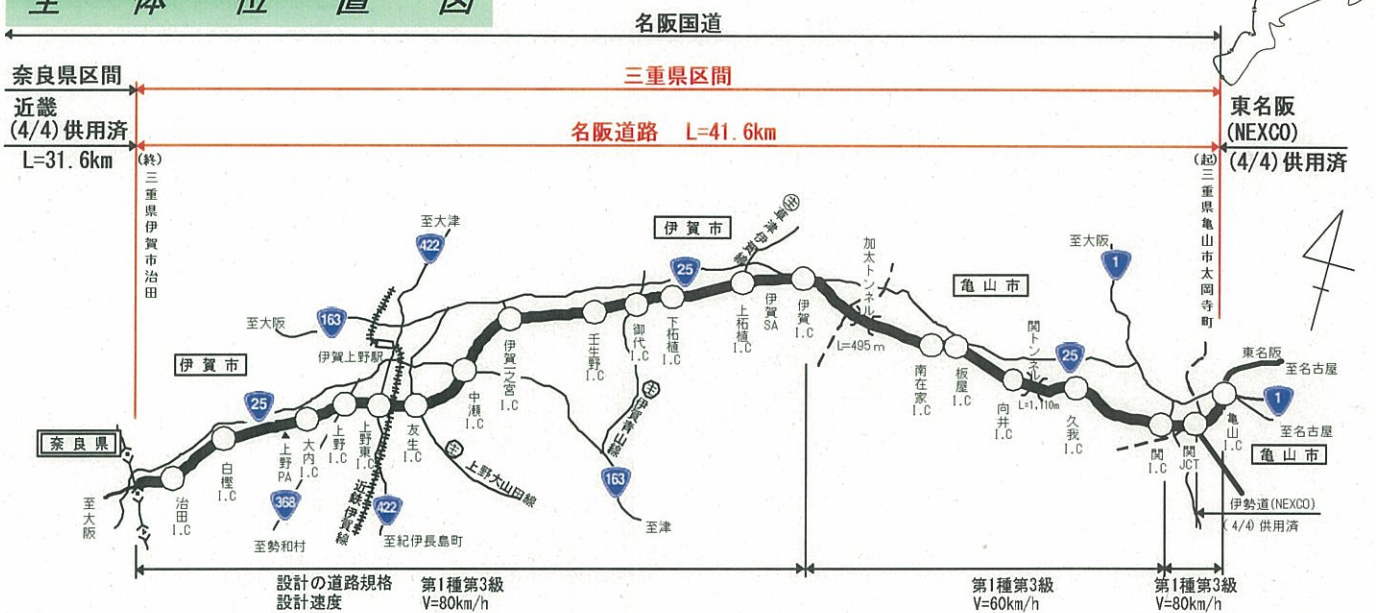 全体位置図
名阪国道
奈良県区間
三重県区間
近畿
(4/4)供用済
L=31.6km
名阪道路 L=41.6km
東名阪
(NEXCO)
(4/4)供用済
(終)三重県伊賀市治田
(起)三重県亀山市太岡寺町
至大津
422
伊賀市
主
草津伊賀線
加太トンネル
L=495m
至大阪
1
亀山市
25
163
至大阪
伊賀上野駅
伊賀市
25
奈良県
至大阪
治田I.C
白樫I.C
上野PA
大内I.C
上野I.C
上野東I.C
友生I.C
中瀬I.C
伊賀一之宮I.C
壬生野I.C
御代I.C
下柘植I.C
上柘植I.C
伊賀SA
伊賀I.C
南在家I.C
板屋I.C
向井I.C
関トンネル
L=1,110m
25
久我I.C
関I.C
関JCT
亀山I.C
東名阪
至名古屋
1
至名古屋
亀山市
368
至勢和村
近鉄伊賀線
422
至紀伊長島町
主
上野大山田線
主
伊賀青山線
163
至津
伊勢道(NEXCO)
(4/4)供用済
設計の道路規格 第1種第3級
設計速度 V=80km/h
第1種第3級
V=60km/h
第1種第3級
V=80km/h